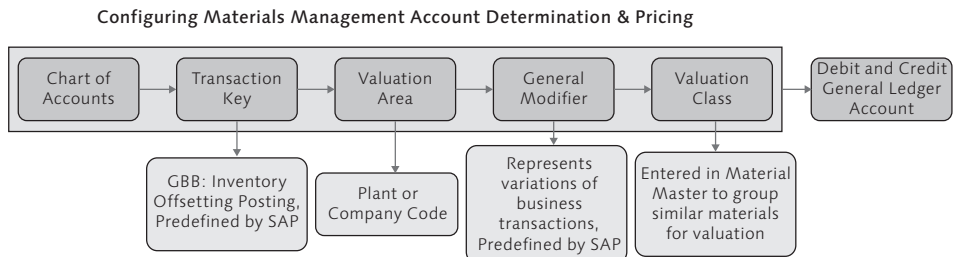 Configuring Materials Management Account Determination & Pricing
Chart of
Accounts
Transaction
Key
Valuation
Area
General
Modifier
Valuation
Class
Debit and Credit
General Ledger
Account
GBB: Inventory
Offsetting Posting,
Predefined by SAP
Plant or
Company Code
Represents
variations of
business
transactions,
Predefined by SAP
Entered in Material
Master to group
similar materials
for valuation